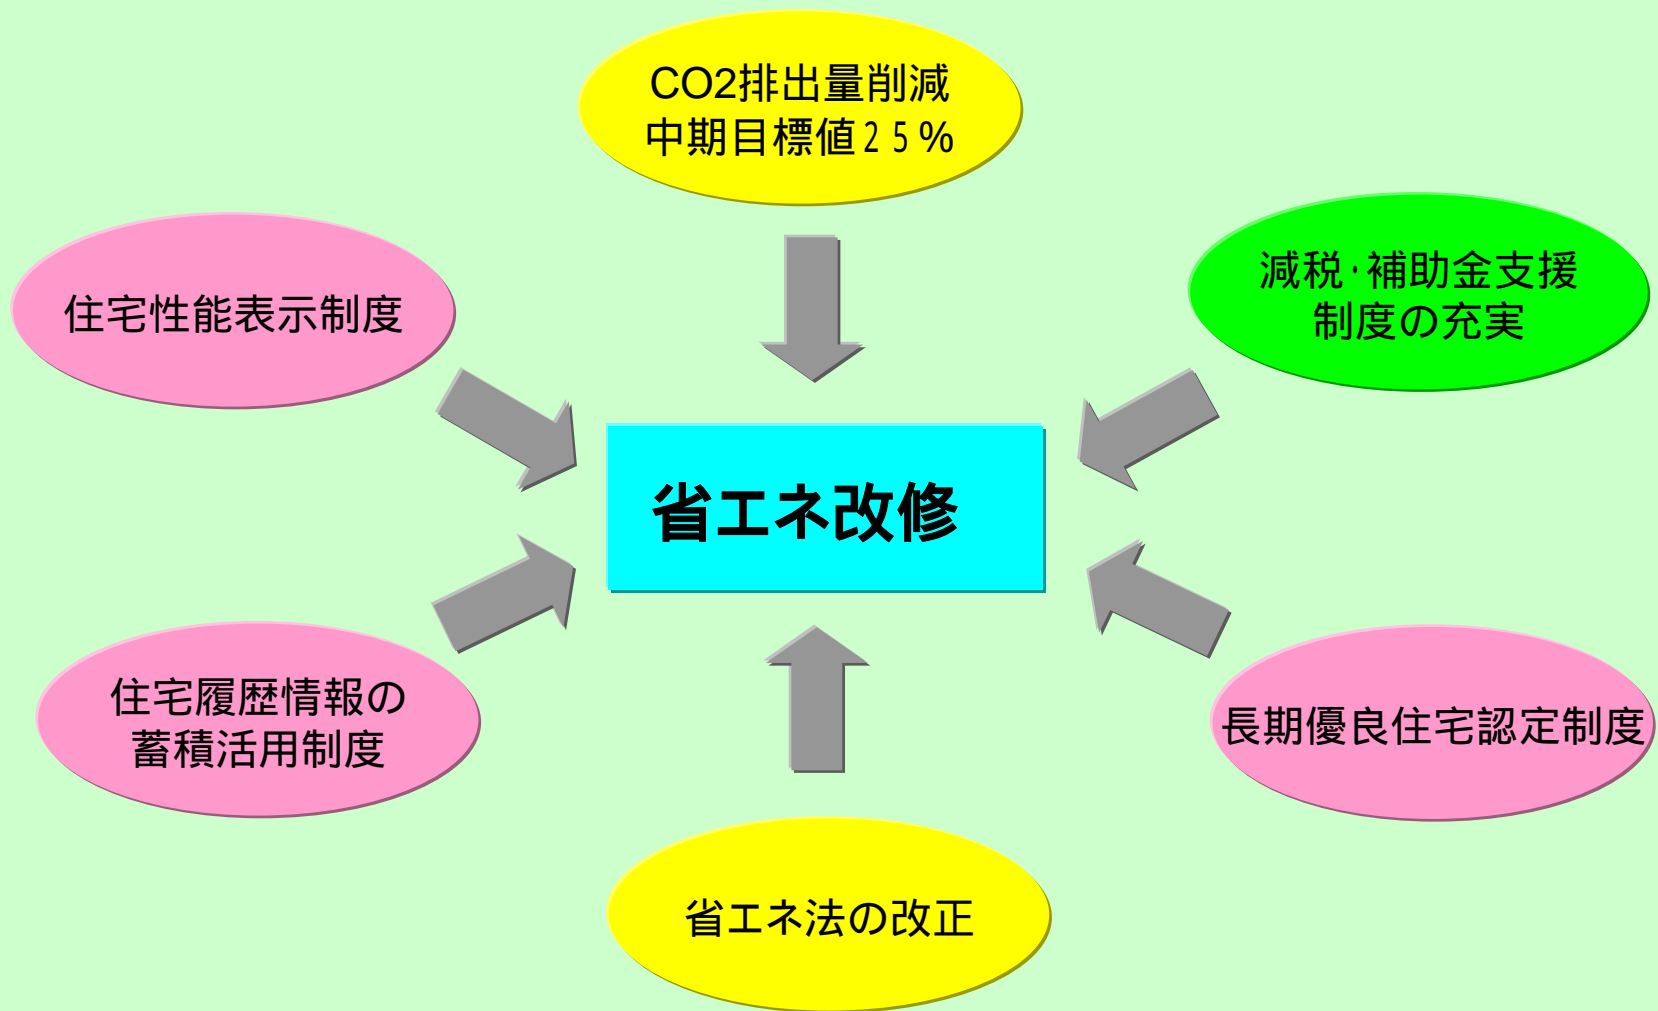 CO2排出量削減
中期目標値２５％
住宅性能表示制度
減税・補助金支援
制度の充実
省エネ改修
住宅履歴情報の
蓄積活用制度
長期優良住宅認定制度
省エネ法の改正